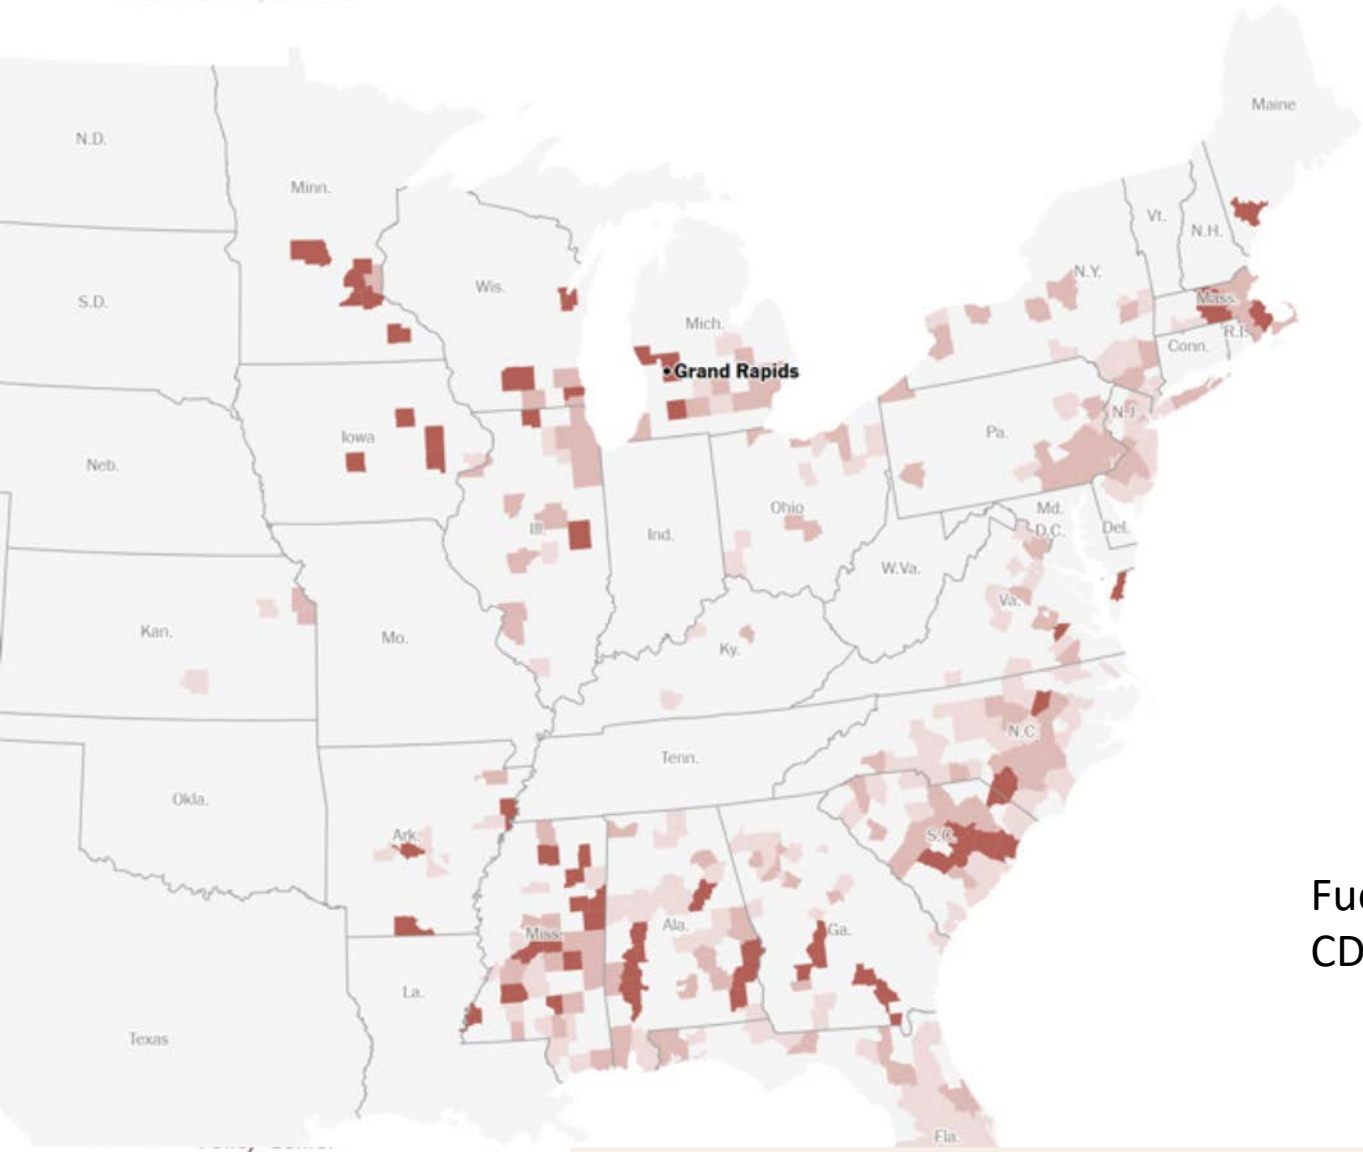 Maine
N.D.
Minn.
Vt.
N.H.
N.Y.
S.D.
Wis.
Mass.
Mich.
R.I.
Conn.
Grand Rapids
N.J.
Iowa
Pa.
Neb.
Ohio
Md.
Ill.
D.C.
Del.
Ind.
W.Va.
Va.
Kan.
Mo.
Ky.
N.C.
Tenn.
Okla.
Ark.
S.C.
Ala.
Ga.
Miss.
La.
Texas
Fla.
CD